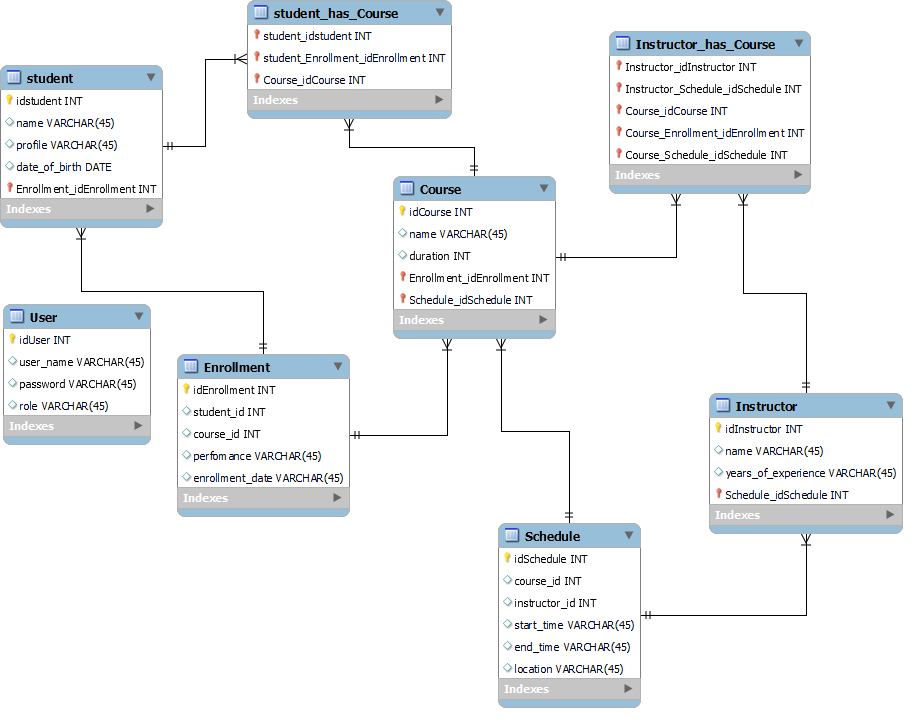 student_has_Course
student_idstudent INT
student_Enrollment_idEnrollment INT
Course_idCourse INT
Indexes
Instructor_has_Course
Instructor_idInstructor INT
Instructor_Schedule_idSchedule INT
Course_idCourse INT
Course_Enrollment_idEnrollment INT
Course_Schedule_idSchedule INT
Indexes
student
idstudent INT
name VARCHAR(45)
profile VARCHAR(45)
date_of_birth DATE
Enrollment_idEnrollment INT
Indexes
Course
idCourse INT
name VARCHAR(45)
duration INT
Enrollment_idEnrollment INT
Schedule_idSchedule INT
Indexes
User
idUser INT
user_name VARCHAR(45)
password VARCHAR(45)
role VARCHAR(45)
Indexes
Enrollment
idEnrollment INT
student_id INT
course_id INT
perfomance VARCHAR(45)
enrollment_date VARCHAR(45)
Indexes
Instructor
idInstructor INT
name VARCHAR(45)
years_of_experience VARCHAR(45)
Schedule_idSchedule INT
Indexes
Schedule
idSchedule INT
course_id INT
instructor_id INT
start_time VARCHAR(45)
end_time VARCHAR(45)
location VARCHAR(45)
Indexes